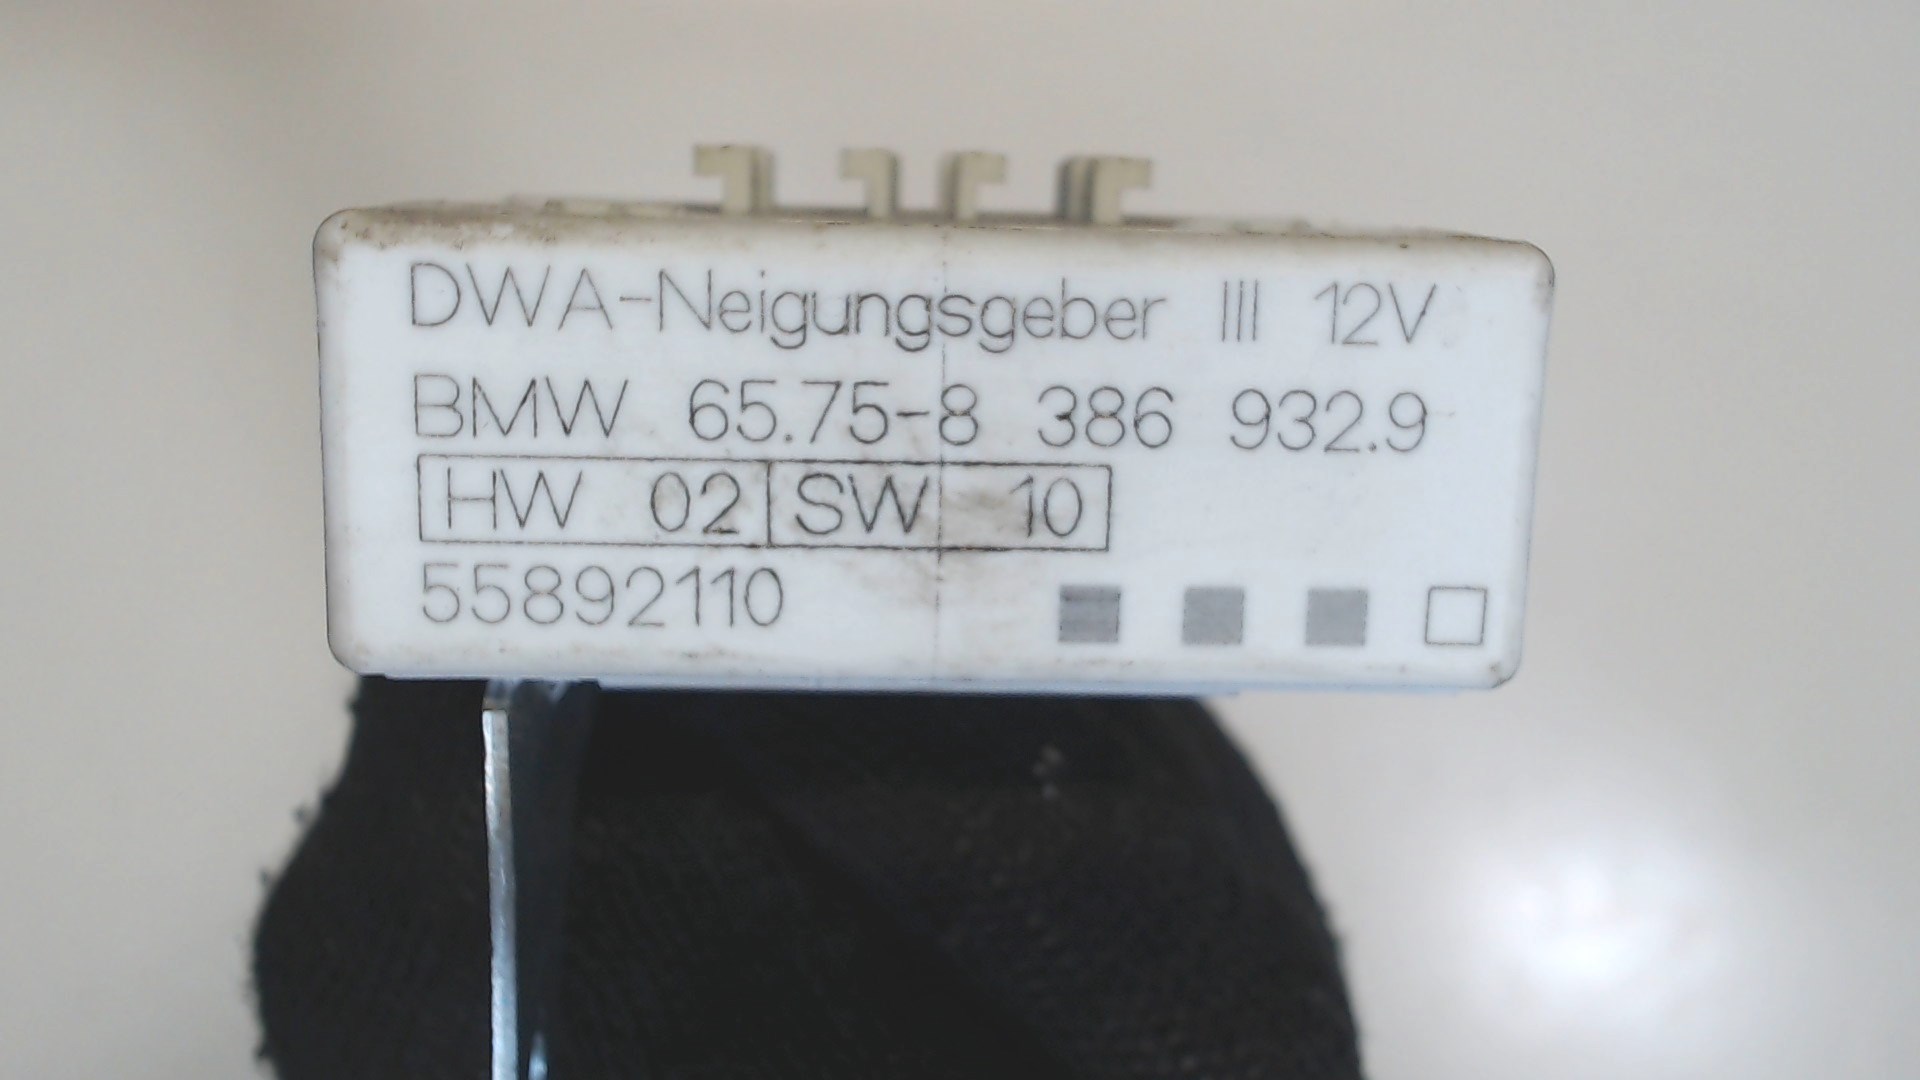 DWA-Neigungsgeber III 12V
BMW 65.75-8 386 932.9
HW 02 SW 10
55892110